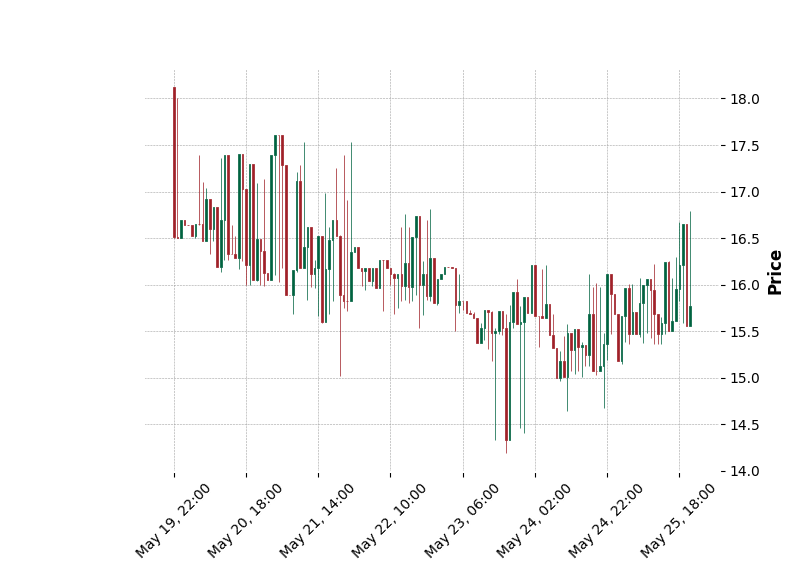 18.0
17.5
17.0
16.5
16.0
15.5
15.0
14.5
14.0
Price
May 19, 22:00
May 20, 18:00
May 21, 14:00
May 22, 10:00
May 23, 06:00
May 24, 02:00
May 24, 22:00
May 25, 18:00